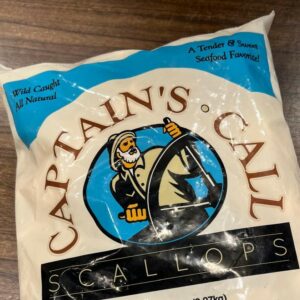 Wild Caught
All Natural
A Tender & Sweet
Seafood Favorite!
CAPTAIN'S · CALL
SCALLOPS